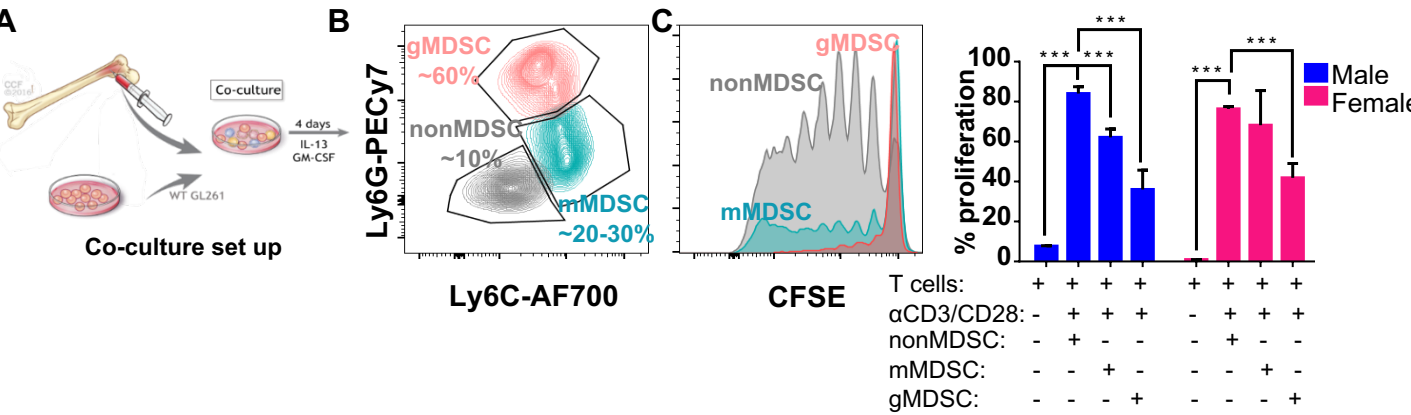 A
CCF
©2016
Co-culture
4 days
IL-13
GM-CSF
WT GL261
Co-culture set up
B
Ly6G-PECy7
gMDSC
~60%
nonMDSC
~10%
mMDSC
~20-30%
Ly6C-AF700
C
gMDSC
nonMDSC
mMDSC
CFSE
% proliferation
100
80
60
40
20
0
*** *** ***
*** ***
Male
Female
T cells: + + + + + + + +
αCD3/CD28: - + + + - + + +
nonMDSC: - + - - - + - -
mMDSC: - - + - - - + -
gMDSC: - - - + - - - +